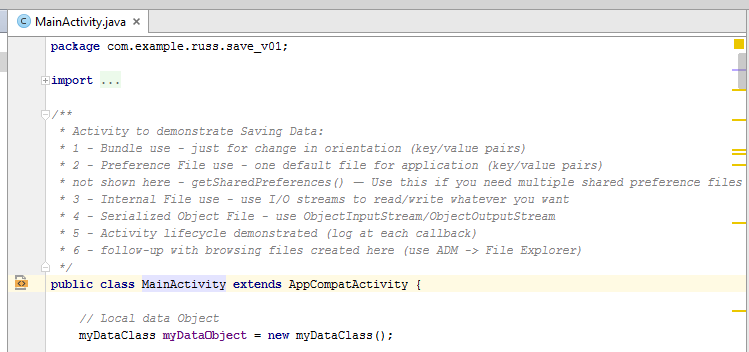 MainActivity.java
package com.example.russ.save_v01;
import ...
/**
* Activity to demonstrate Saving Data:
* 1 - Bundle use - just for change in orientation (key/value pairs)
* 2 - Preference File use - one default file for application (key/value pairs)
* not shown here - getSharedPreferences() — Use this if you need multiple shared preference files
* 3 - Internal File use - use I/O streams to read/write whatever you want
* 4 - Serialized Object File - use ObjectInputStream/ObjectOutputStream
* 5 - Activity lifecycle demonstrated (log at each callback)
* 6 - follow-up with browsing files created here (use ADM -> File Explorer)
*/
public class MainActivity extends AppCompatActivity {
// Local data Object
myDataClass myDataObject = new myDataClass();